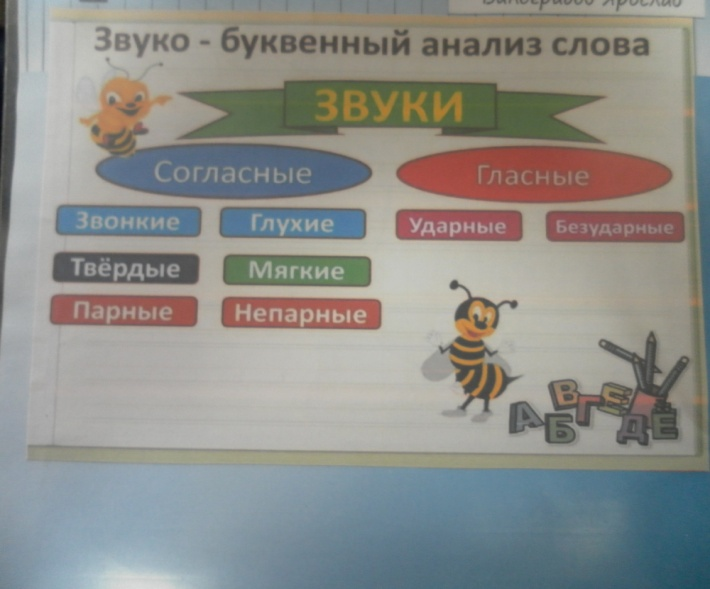 Звуко - буквенный анализ слова
ЗВУКИ
Согласные Гласные
Звонкие Глухие Ударные Безударные
Твёрдые Мягкие
Парные Непарные
А Б В Г Е Д Ё